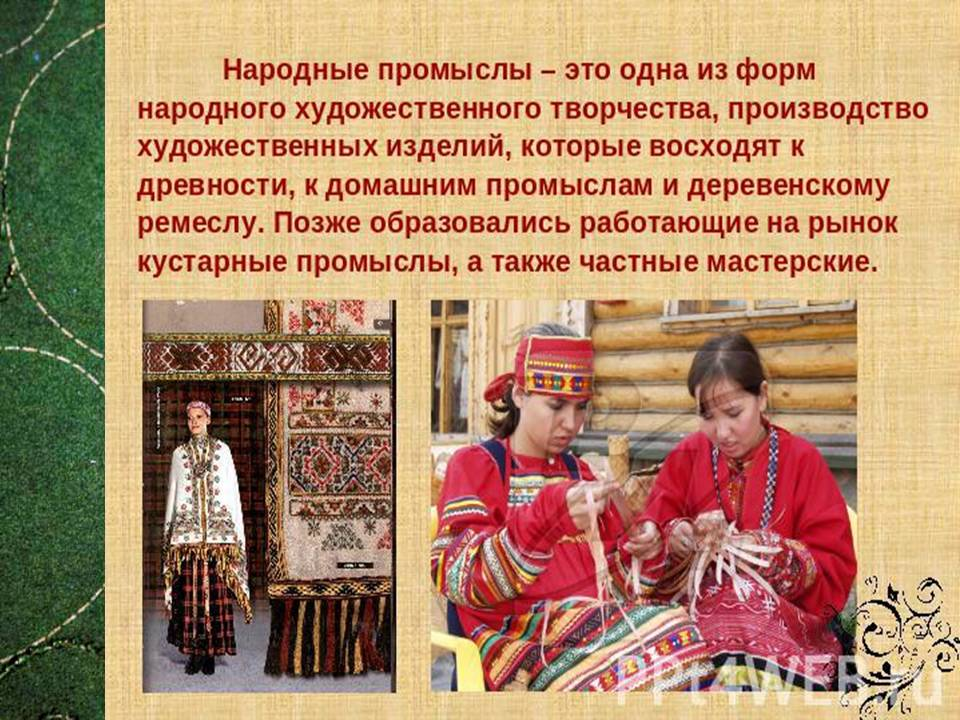 Народные промыслы – это одна из форм
народного художественного творчества, производство
художественных изделий, которые восходят к
древности, к домашним промыслам и деревенскому
ремеслу. Позже образовались работающие на рынок
кустарные промыслы, а также частные мастерские.
PPt4WEB.ru